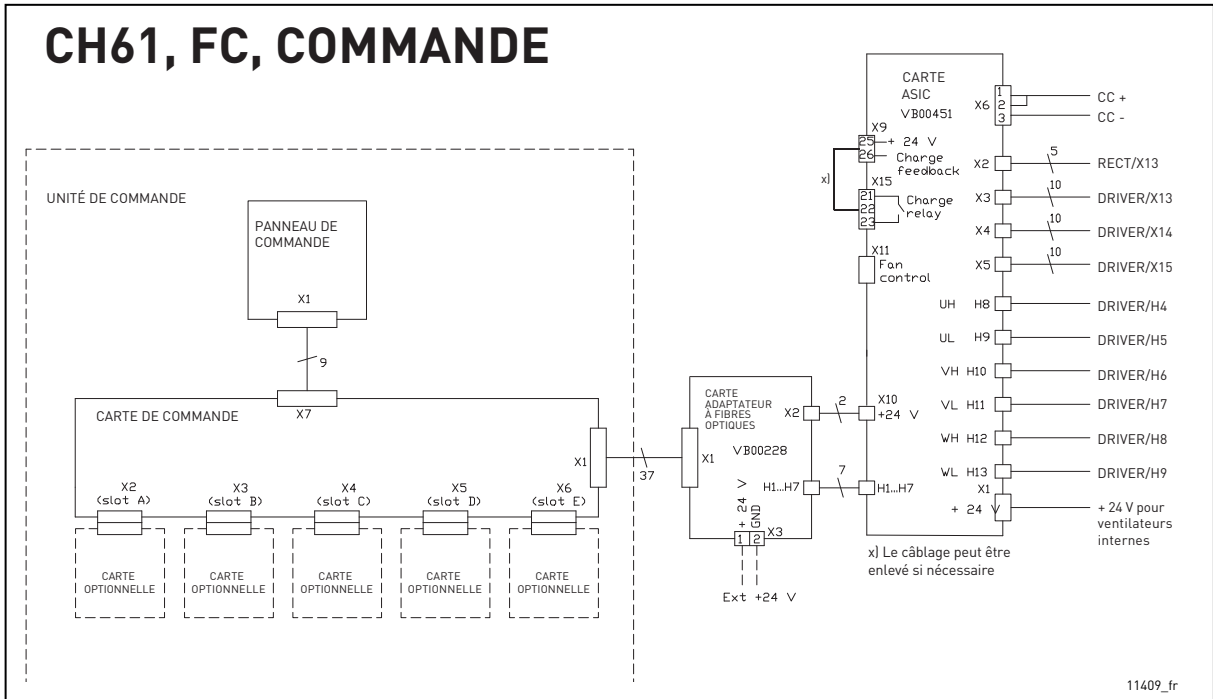 CH61, FC, COMMANDE
UNITÉ DE COMMANDE
PANNEAU DE
COMMANDE
X1
9
X7
CARTE DE COMMANDE
X1
37
X2
(slot A)
X3
(slot B)
X4
(slot C)
X5
(slot D)
X6
(slot E)
CARTE
OPTIONNELLE
CARTE
OPTIONNELLE
CARTE
OPTIONNELLE
CARTE
OPTIONNELLE
CARTE
OPTIONNELLE
CARTE
ADAPTATEUR
À FIBRES
OPTIQUES
VB00228
X1
X2
2
H1...H7
7
+ 24 V
GND
1 2
X3
Ext +24 V
CARTE
ASIC
VB00451
X9
25
+ 24 V
26
Charge
feedback
x)
X15
21
22
23
Charge
relay
X11
Fan
control
X10
+24 V
H1...H7
X6
1
2
3
CC +
CC -
X2
5
RECT/X13
X3
10
DRIVER/X13
X4
10
DRIVER/X14
X5
10
DRIVER/X15
UH H8
DRIVER/H4
UL H9
DRIVER/H5
VH H10
DRIVER/H6
VL H11
DRIVER/H7
WH H12
DRIVER/H8
WL H13
DRIVER/H9
X1
+ 24 V
+ 24 V pour
ventilateurs
internes
x) Le câblage peut être
enlevé si nécessaire
11409_fr